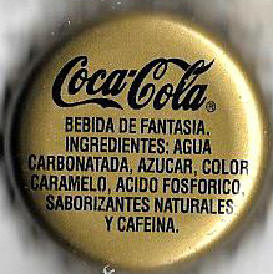 Coca-Cola®
BEBIDA DE FANTASIA.
INGREDIENTES: AGUA
CARBONATADA, AZUCAR, COLOR
CARAMELO, ACIDO FOSFORICO,
SABORIZANTES NATURALES
Y CAFEINA.